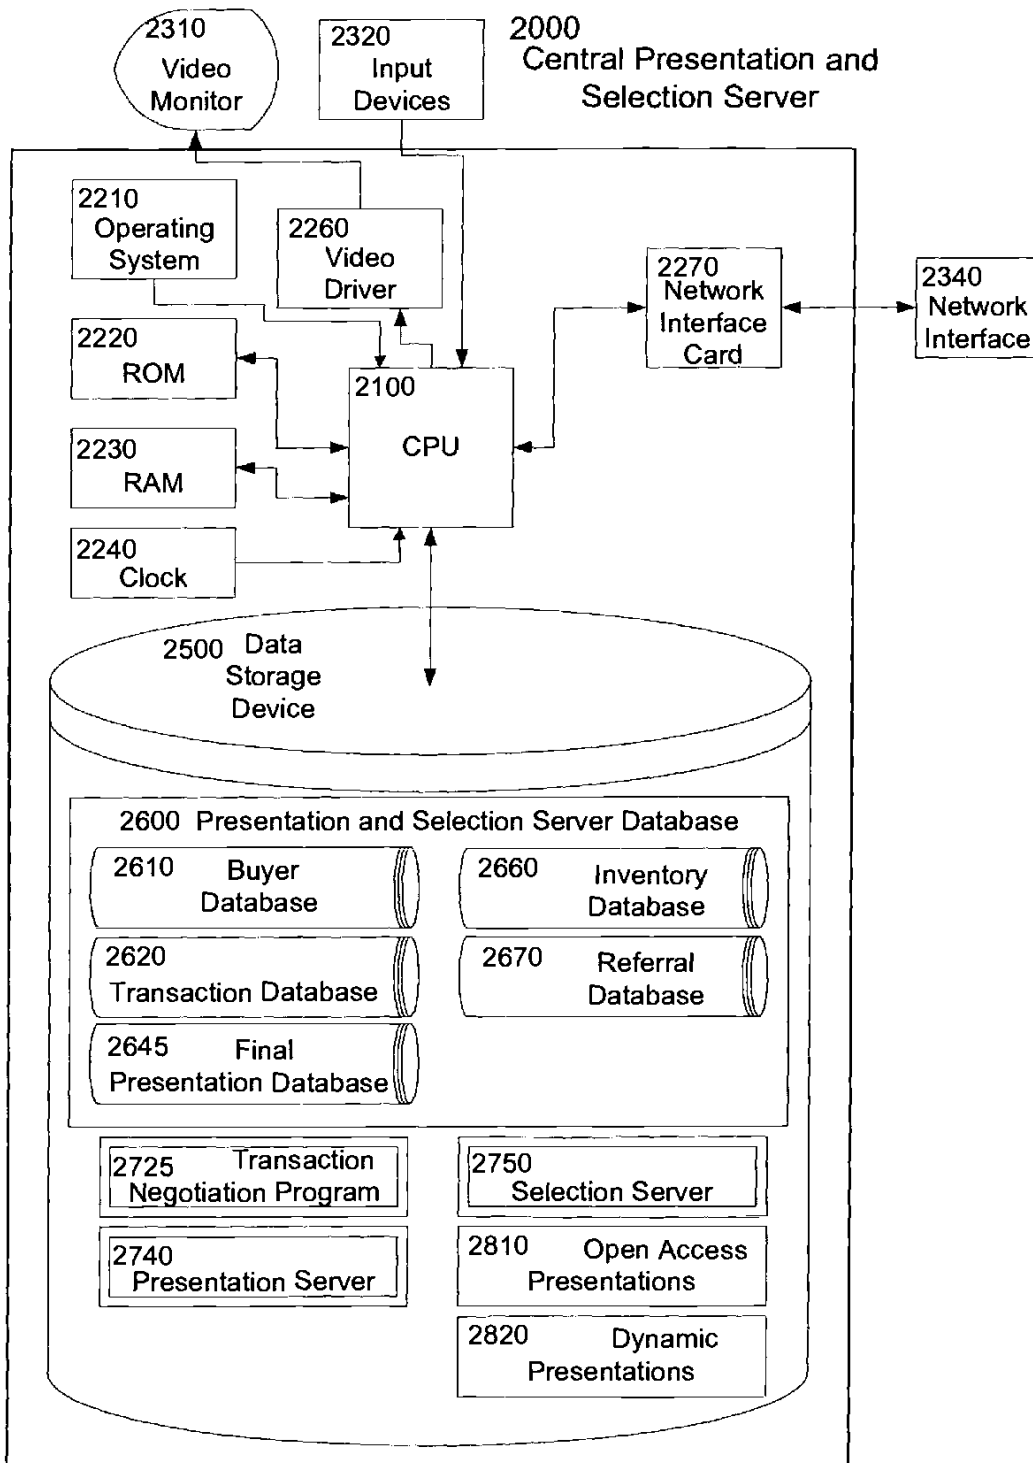 2310
Video
Monitor
2320
Input
Devices
2000
Central Presentation and
Selection Server
2210
Operating
System
2260
Video
Driver
2270
Network
Interface
Card
2340
Network
Interface
2220
ROM
2100
CPU
2230
RAM
2240
Clock
2500 Data
Storage
Device
2600 Presentation and Selection Server Database
2610 Buyer
Database
2660 Inventory
Database
2620
Transaction Database
2670 Referral
Database
2645 Final
Presentation Database
2725 Transaction
Negotiation Program
2750
Selection Server
2740
Presentation Server
2810 Open Access
Presentations
2820 Dynamic
Presentations